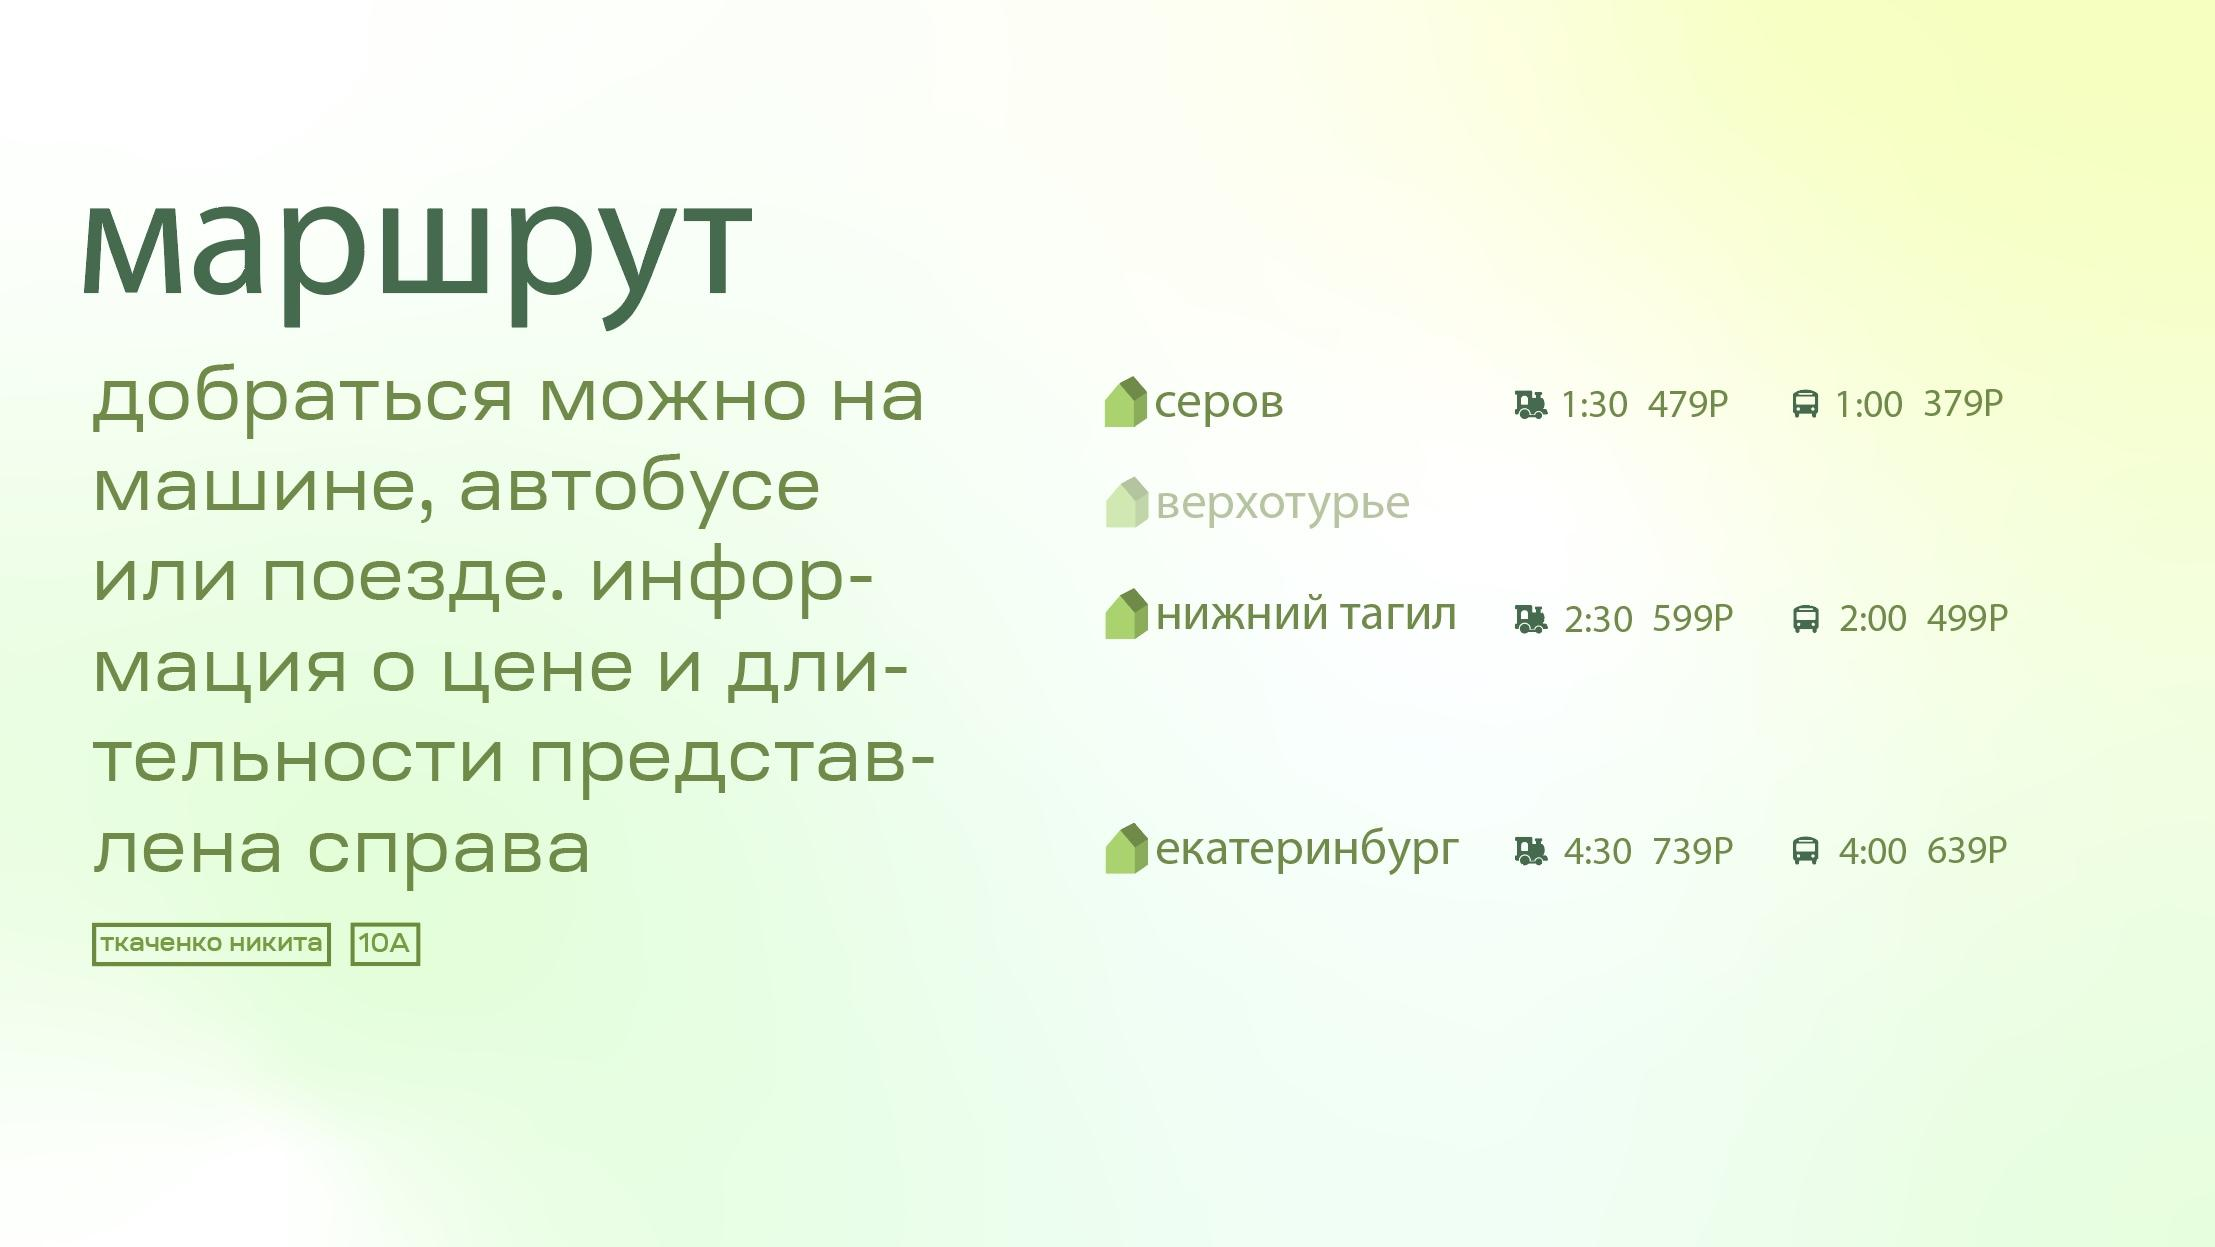 маршрут
добраться можно на
машине, автобусе
или поезде. инфор-
мация о цене и дли-
тельности представ-
лена справа
ткаченко никита 10А
серов 1:30 479Р 1:00 379Р
верхотурье
нижний тагил 2:30 599Р 2:00 499Р
екатеринбург 4:30 739Р 4:00 639Р